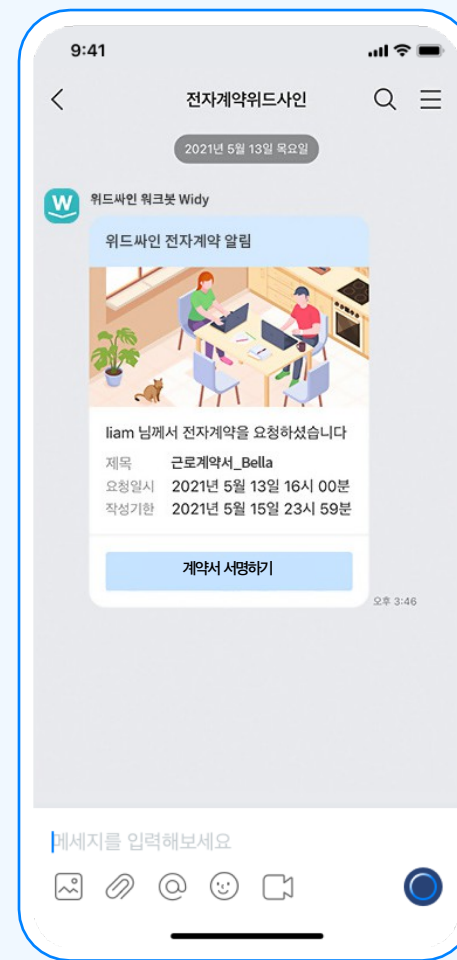 9:41
전자계약위드사인
2021년 5월 13일 목요일
W
위드싸인 워크봇 Widy
위드싸인 전자계약 알림
liam 님께서 전자계약을 요청하셨습니다
제목 근로계약서_Bella
요청일시 2021년 5월 13일 16시 00분
작성기한 2021년 5월 15일 23시 59분
계약서 서명하기
오후 3:46
메세지를 입력해보세요